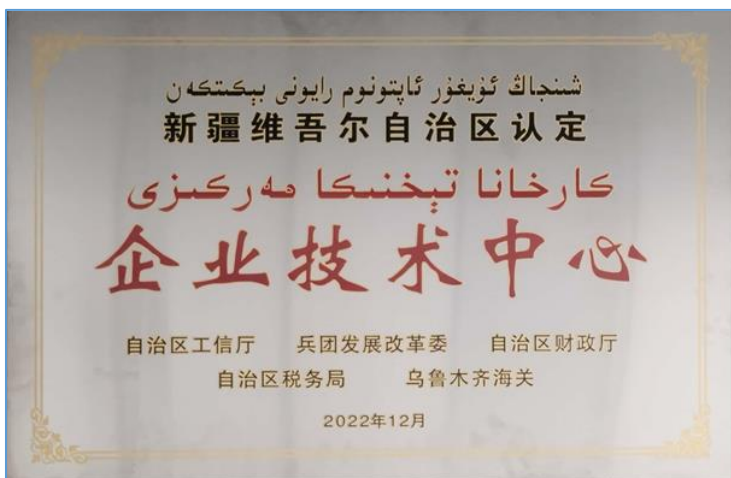 شىنجاڭ ئۇيغۇر ئاپتونوم رايونى بېكىتكەن
新疆维吾尔自治区认定
كارخانا تېخنىكا مەركىزى
企业技术中心
自治区工信厅 兵团发展改革委 自治区财政厅
自治区税务局 乌鲁木齐海关
2022年12月